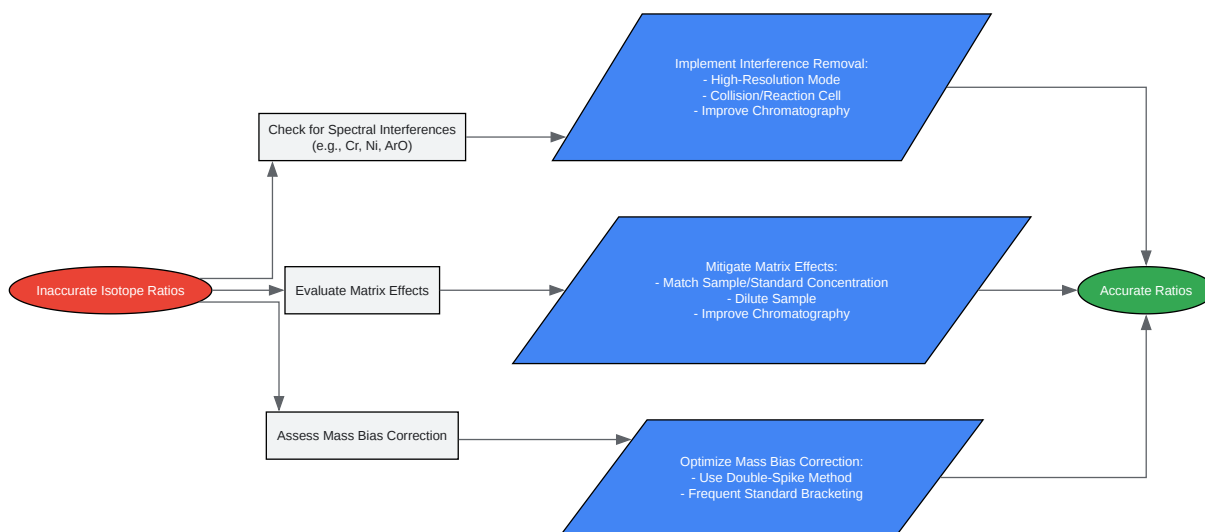 Inaccurate Isotope Ratios
Check for Spectral Interferences
(e.g., Cr, Ni, ArO)
Implement Interference Removal:
- High-Resolution Mode
- Collision/Reaction Cell
- Improve Chromatography
Evaluate Matrix Effects
Mitigate Matrix Effects:
- Match Sample/Standard Concentration
- Dilute Sample
- Improve Chromatography
Assess Mass Bias Correction
Optimize Mass Bias Correction:
- Use Double-Spike Method
- Frequent Standard Bracketing
Accurate Ratios